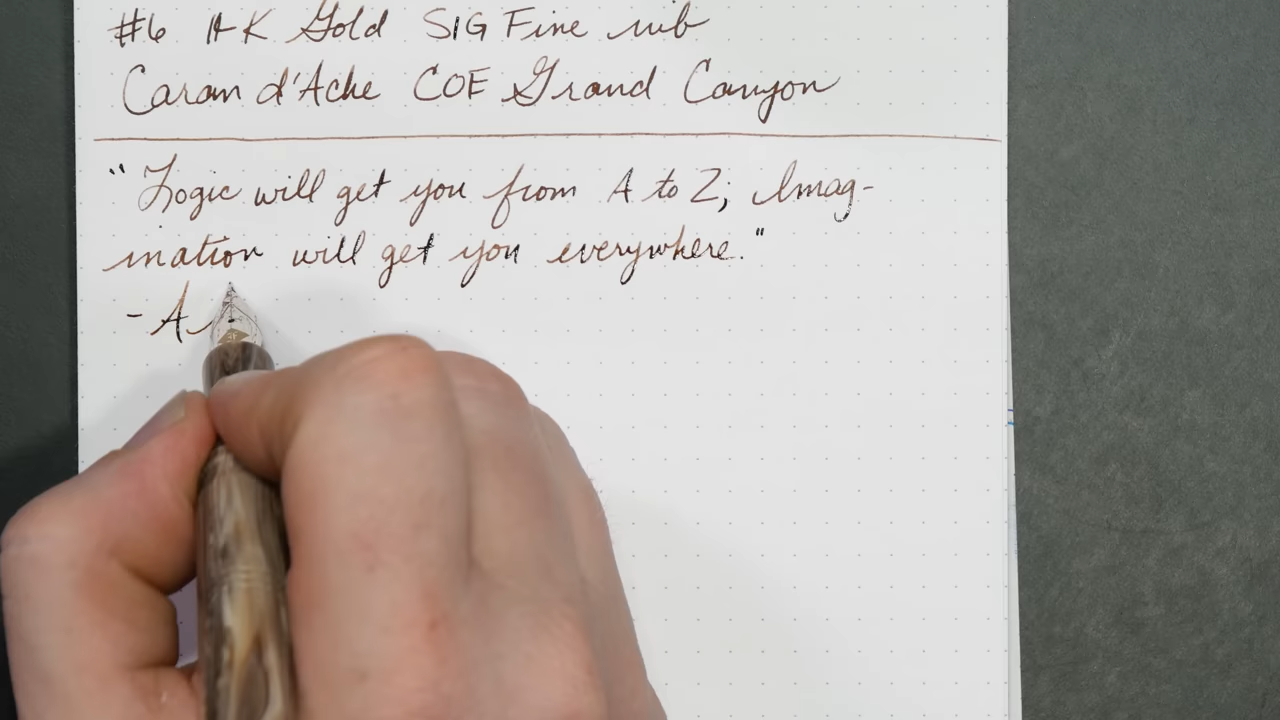 #6 14K Gold SIG Fine nib
Caran d'Ache COE Grand Canyon
"Logic will get you from A to Z; Imag-
ination will get you everywhere."
- A